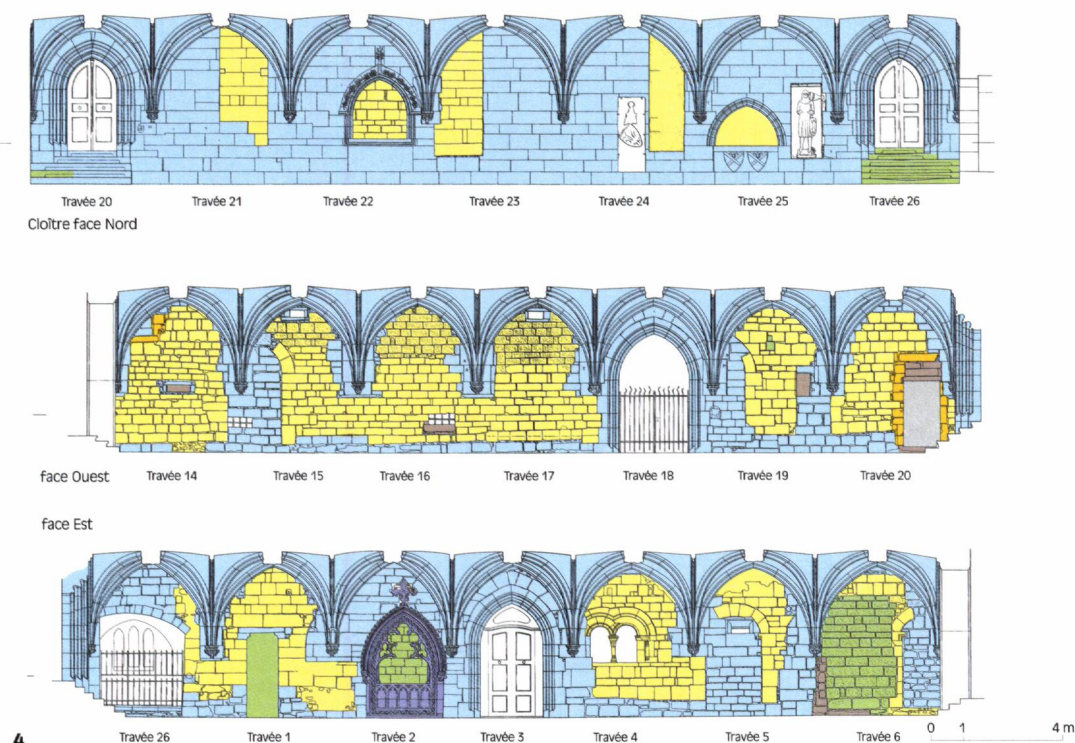 Travée 20 Travée 21 Travée 22 Travée 23 Travée 24 Travée 25 Travée 26
Cloître face Nord
face Ouest Travée 14 Travée 15 Travée 16 Travée 17 Travée 18 Travée 19 Travée 20
face Est
4 Travée 26 Travée 1 Travée 2 Travée 3 Travée 4 Travée 5 Travée 6 0 1 4 m